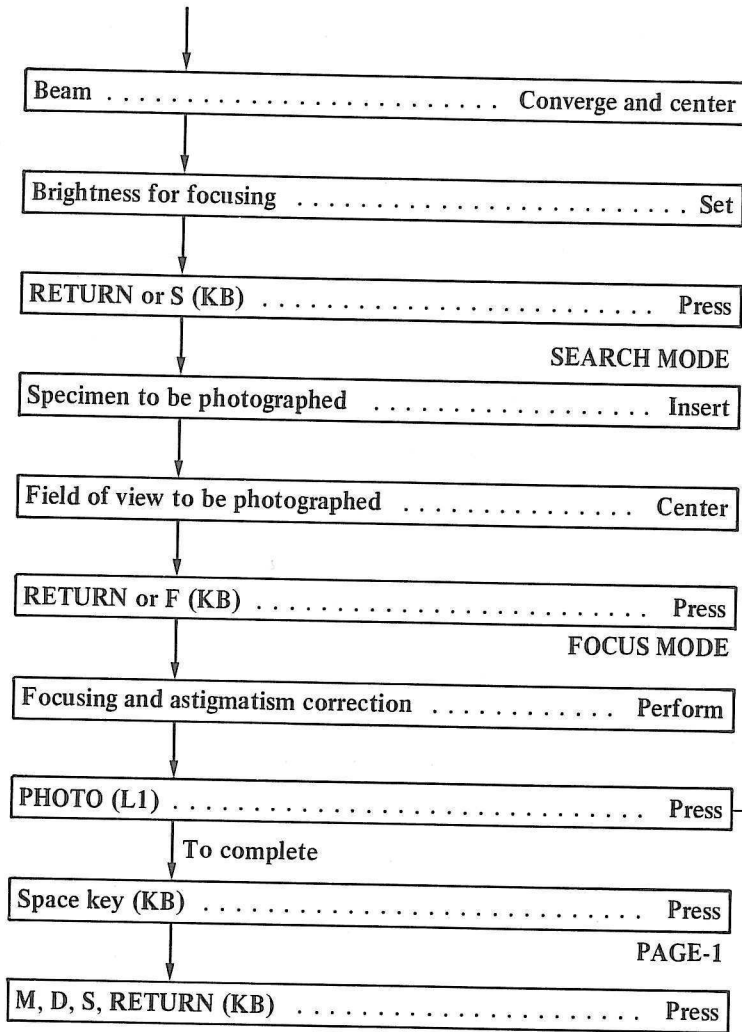 Beam . . . . . . . . . . . . . . . . . . . . . . . . . . Converge and center
Brightness for focusing . . . . . . . . . . . . . . . . . . . . . . . . . . Set
RETURN or S (KB) . . . . . . . . . . . . . . . . . . . . . . . . . . . Press
SEARCH MODE
Specimen to be photographed . . . . . . . . . . . . . . . . . . Insert
Field of view to be photographed . . . . . . . . . . . . . . . Center
RETURN or F (KB) . . . . . . . . . . . . . . . . . . . . . . . . . . Press
FOCUS MODE
Focusing and astigmatism correction . . . . . . . . . . . . Perform
PHOTO (L1) . . . . . . . . . . . . . . . . . . . . . . . . . . . . . . . Press
To complete
Space key (KB) . . . . . . . . . . . . . . . . . . . . . . . . . . . . . Press
PAGE-1
M, D, S, RETURN (KB) . . . . . . . . . . . . . . . . . . . . . . . Press